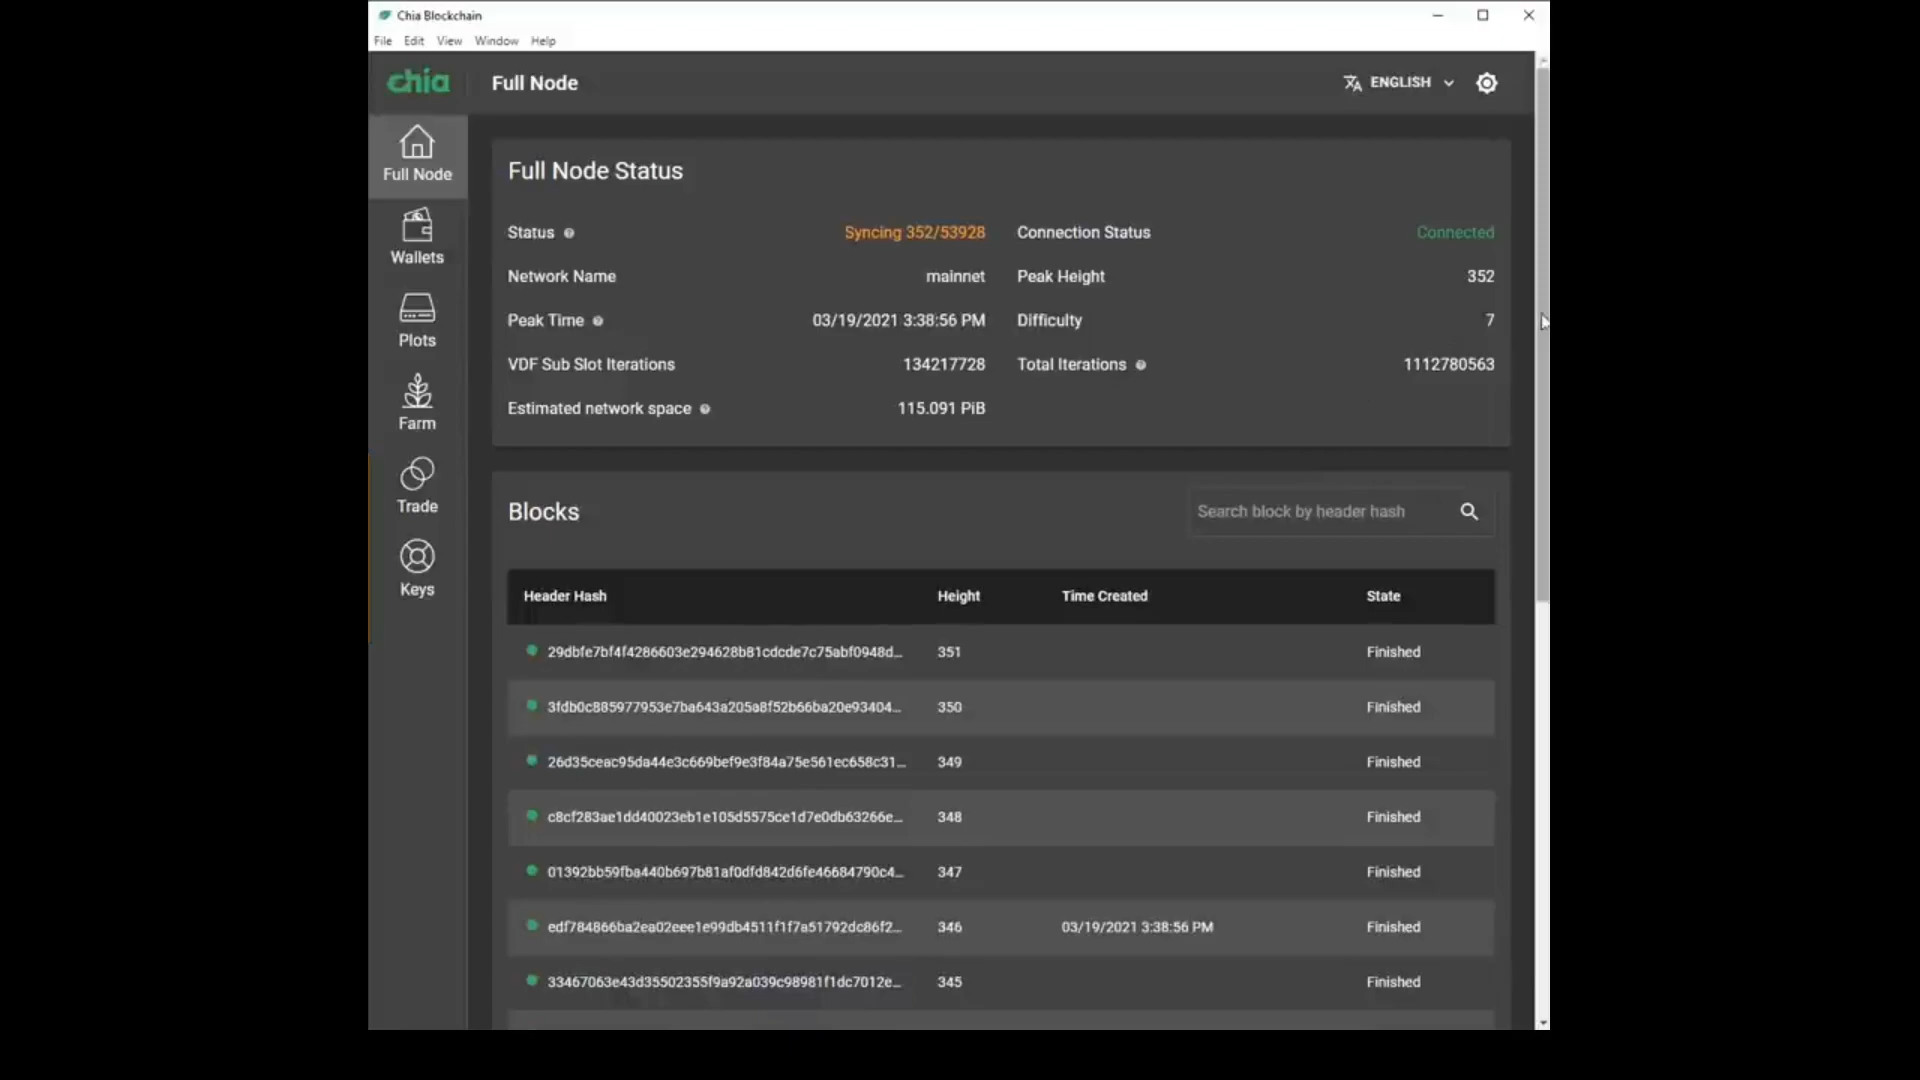 Chia Blockchain
File Edit View Window Help
chia
Full Node
ENGLISH
Full Node
Wallets
Plots
Farm
Trade
Keys
Full Node Status
Status Syncing 352/53928 Connection Status Connected
Network Name mainnet Peak Height 352
Peak Time 03/19/2021 3:38:56 PM Difficulty 7
VDF Sub Slot Iterations 134217728 Total Iterations 1112780563
Estimated network space 115.091 PiB
Blocks
Search block by header hash
Header Hash Height Time Created State
29dbfe7bf4f4286603e294628b81cdcde7c75abf0948d... 351 Finished
3fdb0c885977953e7ba643a205a8f52b66ba20e93404... 350 Finished
26d35ceac95da44e3c669bef9e3f84a75e561ec658c31... 349 Finished
c8cf283ae1dd40023eb1e105d5575ce1d7e0db63266e... 348 Finished
01392bb59fba440b697b81af0dfd842d6fe46684790c4... 347 Finished
edf784866ba2ea02eee1e99db4511f1f7a51792dc86f2... 346 03/19/2021 3:38:56 PM Finished
33467063e43d35502355f9a92a039c98981f1dc7012e... 345 Finished